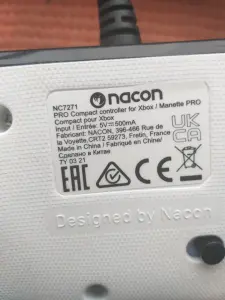 NC7271
nacon
PRO Compact controller for Xbox / Manette PRO
Compact pour Xbox
Input / Entrée: 5V⎓500mA
Fabricant: NACON, 396-466 Rue de
la Voyette, CRT2 59273, Fretin, France
Made in China / Fabriqué en Chine /
Сделано в Китае
TY 03 21
UK
CA
EAC
CE
Designed by Nacon